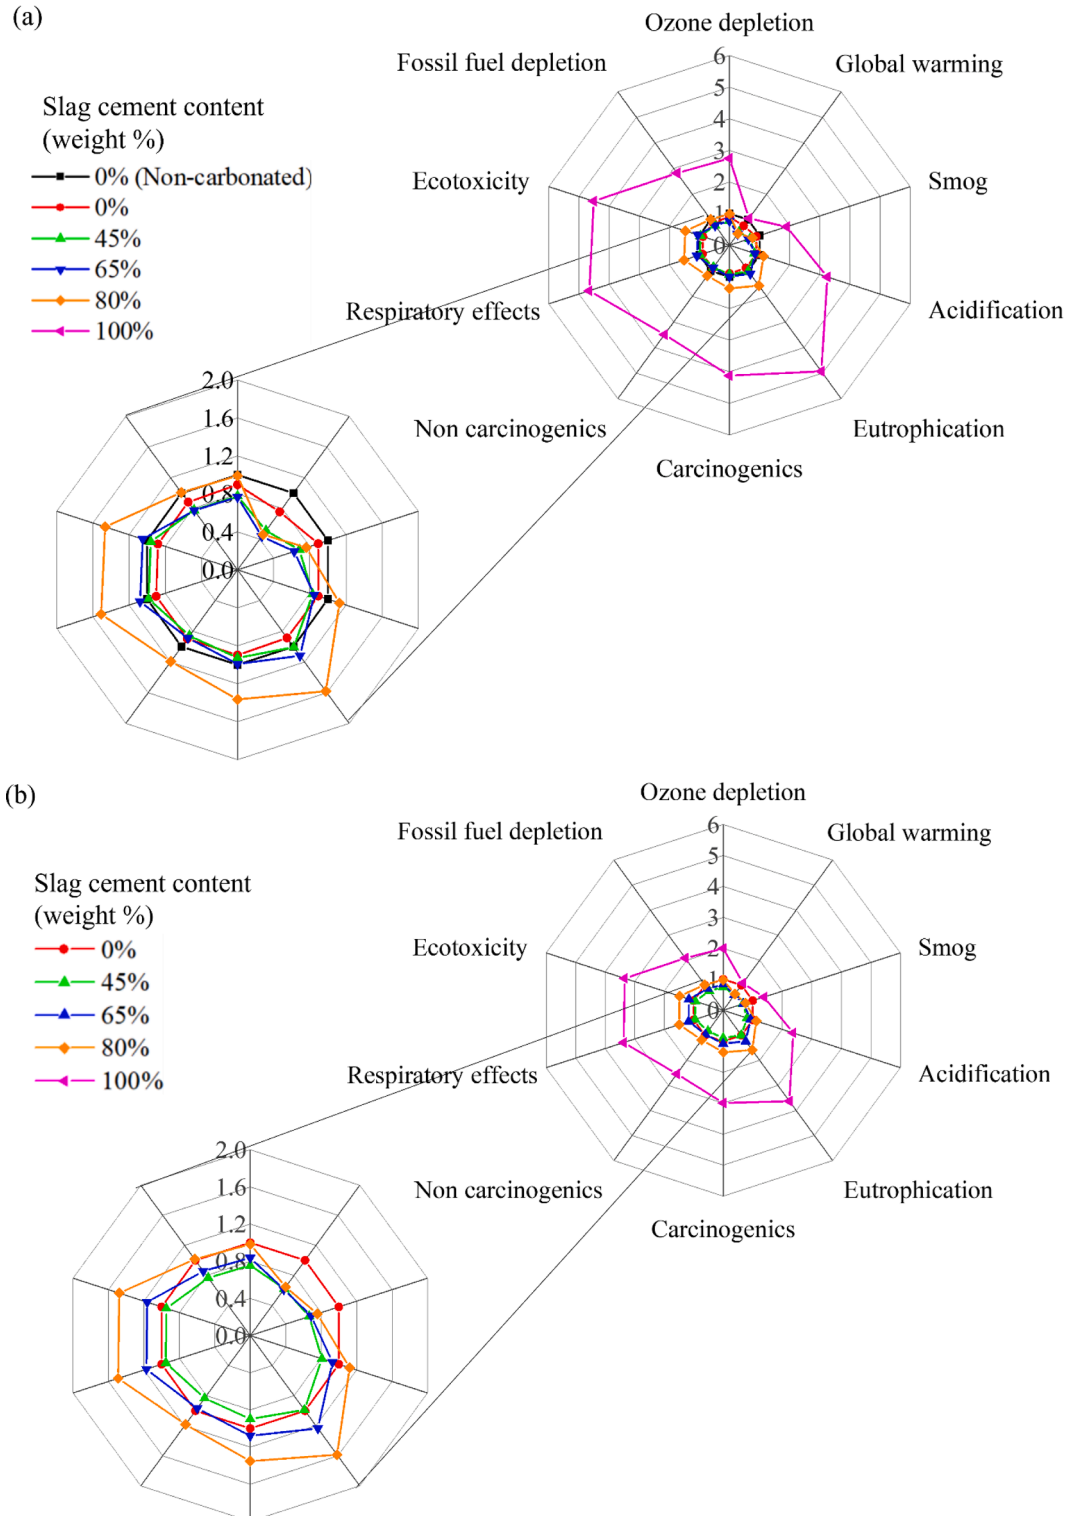 (a)
Ozone depletion
Fossil fuel depletion
Global warming
6
5
4
3
2
1
0
Slag cement content
(weight %)
0% (Non-carbonated)
0%
45%
65%
80%
100%
Ecotoxicity
Smog
Respiratory effects
Acidification
Non carcinogenics
Eutrophication
Carcinogenics
2.0
1.6
1.2
0.8
0.4
0.0
(b)
Ozone depletion
Fossil fuel depletion
Global warming
6
5
4
3
2
1
0
Slag cement content
(weight %)
0%
45%
65%
80%
100%
Ecotoxicity
Smog
Respiratory effects
Acidification
Non carcinogenics
Eutrophication
Carcinogenics
2.0
1.6
1.2
0.8
0.4
0.0